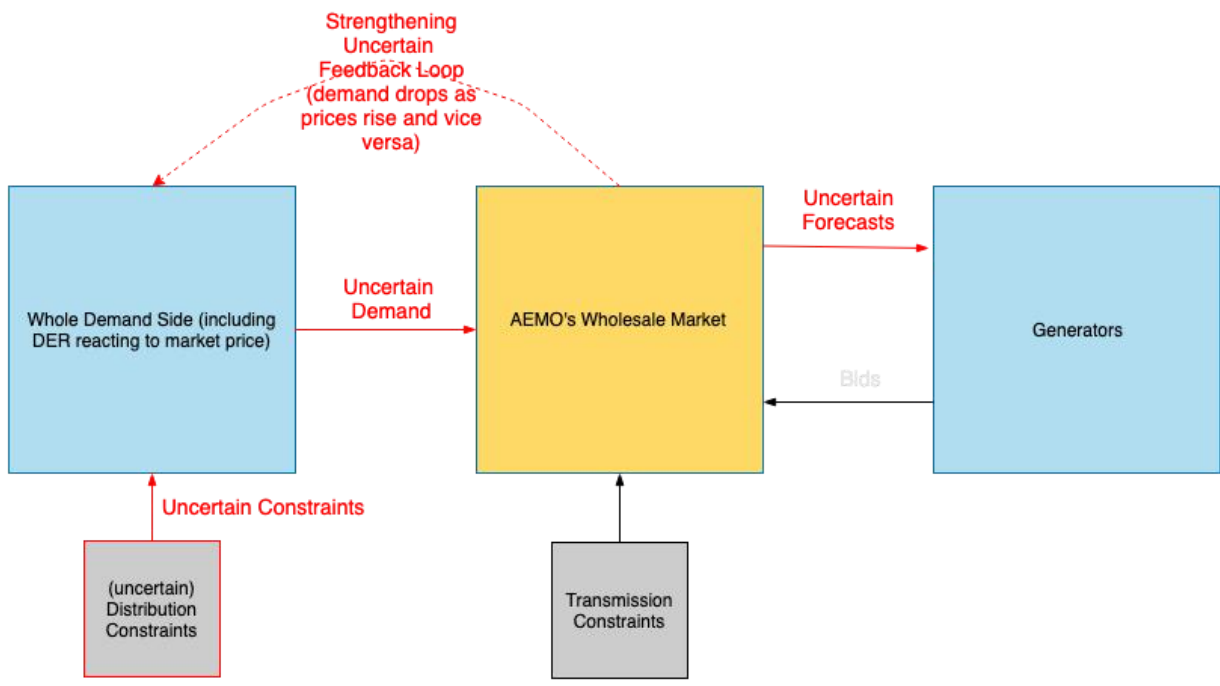 Strengthening
Uncertain
Feedback Loop
(demand drops as
prices rise and vice
versa)
Uncertain
Forecasts
Uncertain
Demand
Whole Demand Side (including
DER reacting to market price)
AEMO's Wholesale Market
Generators
Bids
Uncertain Constraints
(uncertain)
Distribution
Constraints
Transmission
Constraints